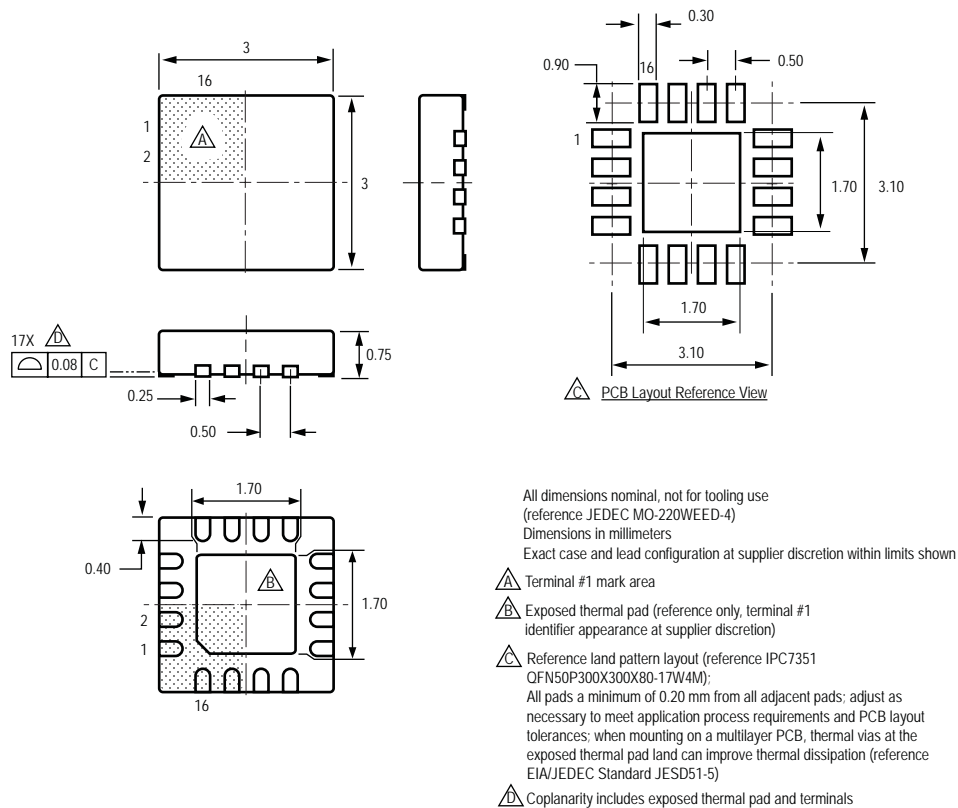 3
16
1
2
A
3
0.30
0.90
16
0.50
1
1.70
3.10
1.70
3.10
C PCB Layout Reference View
17X D
0.08 C
0.75
0.25
0.50
1.70
0.40
B
1.70
2
1
16
All dimensions nominal, not for tooling use
(reference JEDEC MO-220WEED-4)
Dimensions in millimeters
Exact case and lead configuration at supplier discretion within limits shown
A Terminal #1 mark area
B Exposed thermal pad (reference only, terminal #1
identifier appearance at supplier discretion)
C Reference land pattern layout (reference IPC7351
QFN50P300X300X80-17W4M);
All pads a minimum of 0.20 mm from all adjacent pads; adjust as
necessary to meet application process requirements and PCB layout
tolerances; when mounting on a multilayer PCB, thermal vias at the
exposed thermal pad land can improve thermal dissipation (reference
EIA/JEDEC Standard JESD51-5)
D Coplanarity includes exposed thermal pad and terminals